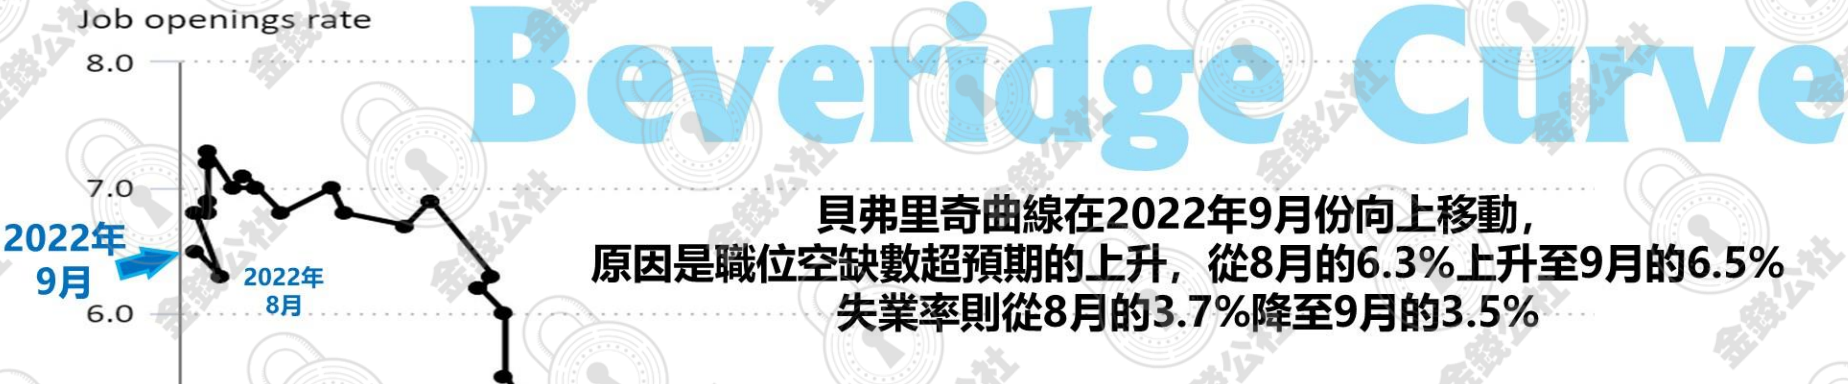 Job openings rate
Beveridge Curve
8.0
7.0
貝弗里奇曲線在2022年9月份向上移動，
原因是職位空缺數超預期的上升，從8月的6.3%上升至9月的6.5%
失業率則從8月的3.7%降至9月的3.5%
2022年
9月
2022年
8月
6.0
金錢公社